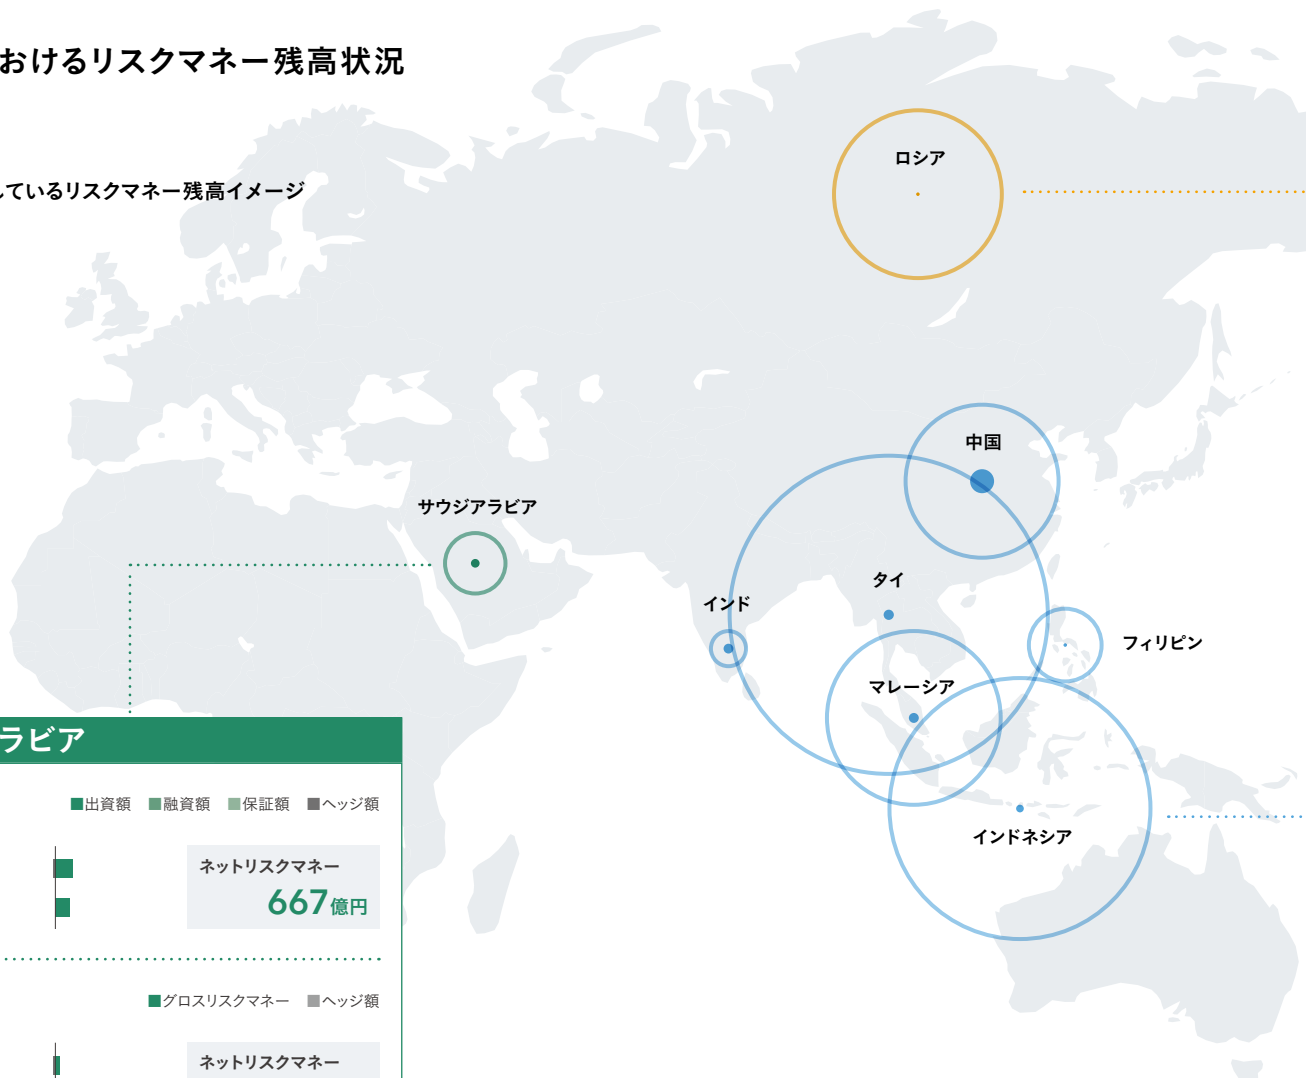 おけるリスクマネー残高状況
ているリスクマネー残高イメージ
ロシア
中国
サウジアラビア
タイ
インド
フィリピン
マレーシア
インドネシア
ラビア
■出資額 ■融資額 ■保証額 ■ヘッジ額
ネットリスクマネー
667億円
■グロスリスクマネー ■ヘッジ額
ネットリスクマネー